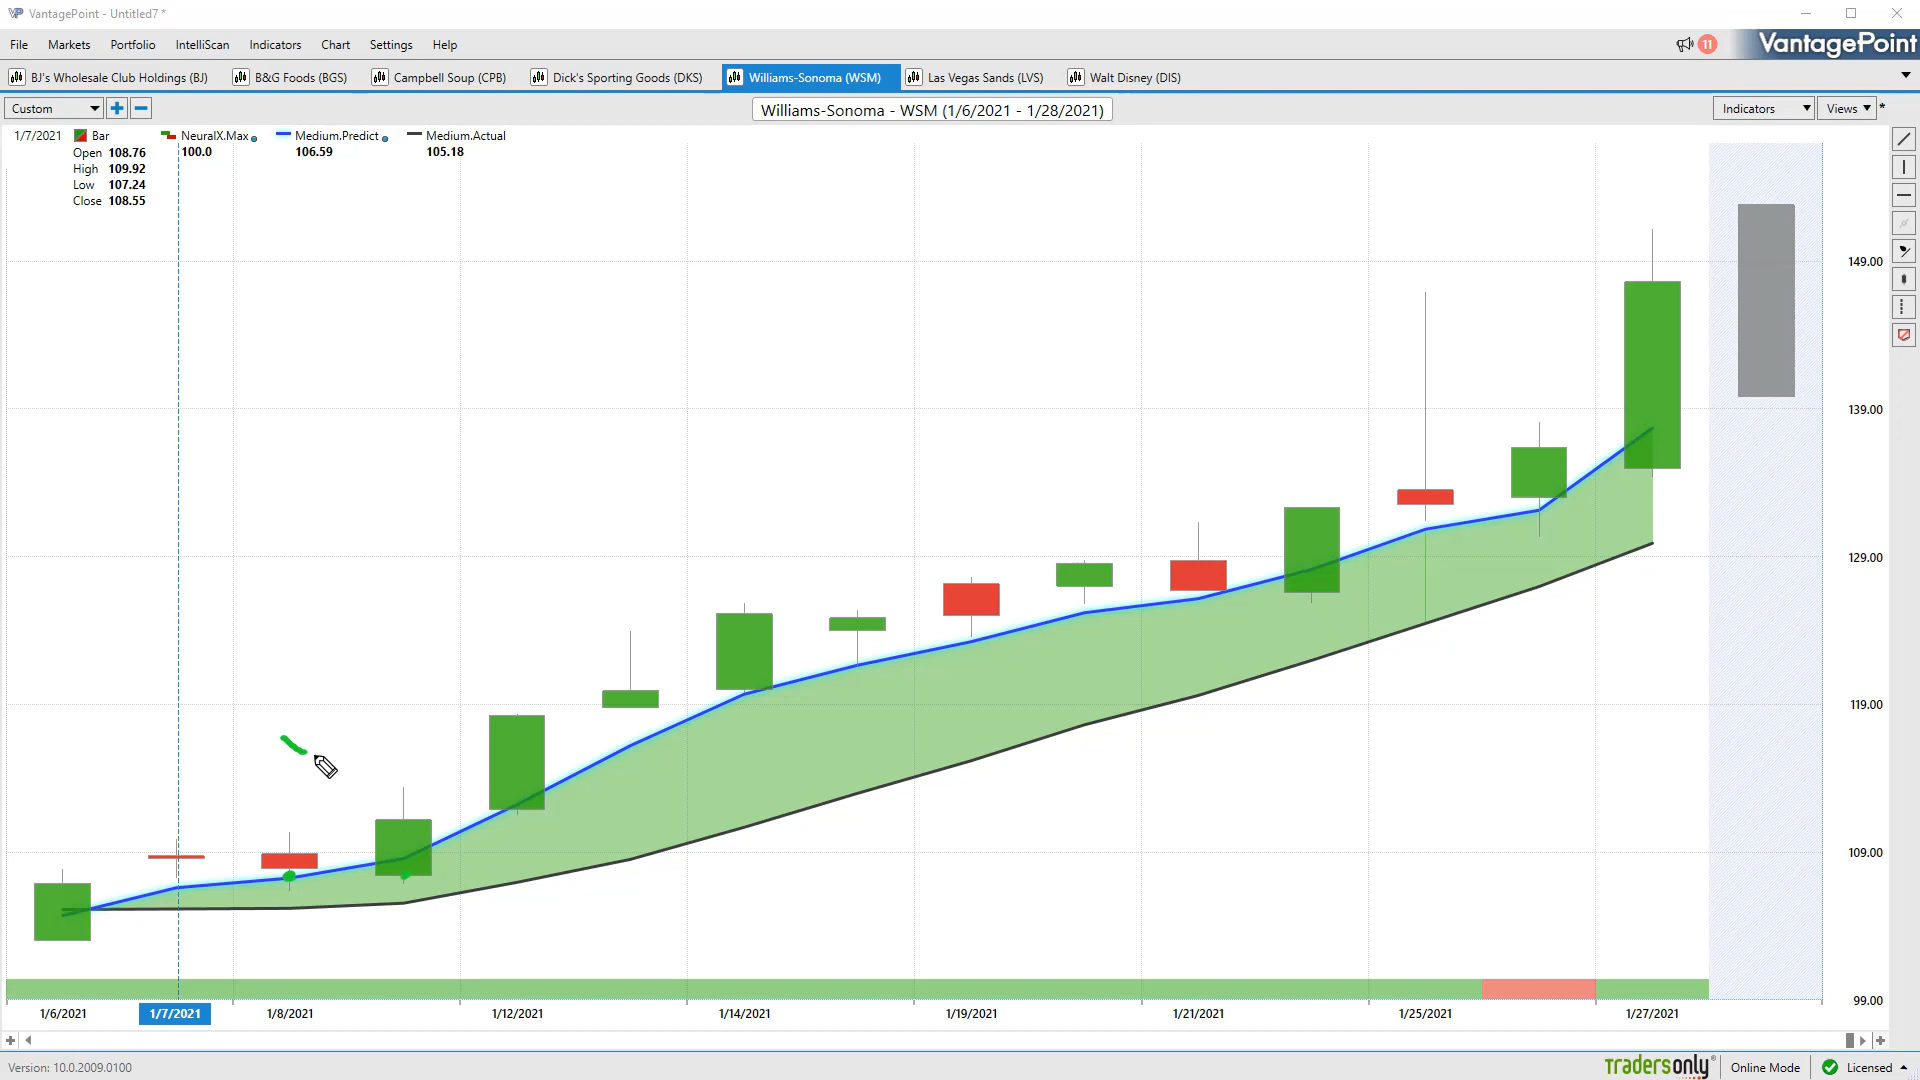 VantagePoint - Untitled7 *
File Markets Portfolio IntelliScan Indicators Chart Settings Help
11 VantagePoint
BJ's Wholesale Club Holdings (BJ) B&G Foods (BGS) Campbell Soup (CPB) Dick's Sporting Goods (DKS) Williams-Sonoma (WSM) Las Vegas Sands (LVS) Walt Disney (DIS)
Custom Williams-Sonoma - WSM (1/6/2021 - 1/28/2021) Indicators Views *
1/7/2021 Bar NeuralX.Max Medium.Predict Medium.Actual
Open 108.76 100.0 106.59 105.18
High 109.92
Low 107.24
Close 108.55
149.00
139.00
129.00
119.00
109.00
99.00
1/6/2021 1/7/2021 1/8/2021 1/12/2021 1/14/2021 1/19/2021 1/21/2021 1/25/2021 1/27/2021
Version: 10.0.2009.0100 tradersonly Online Mode Licensed